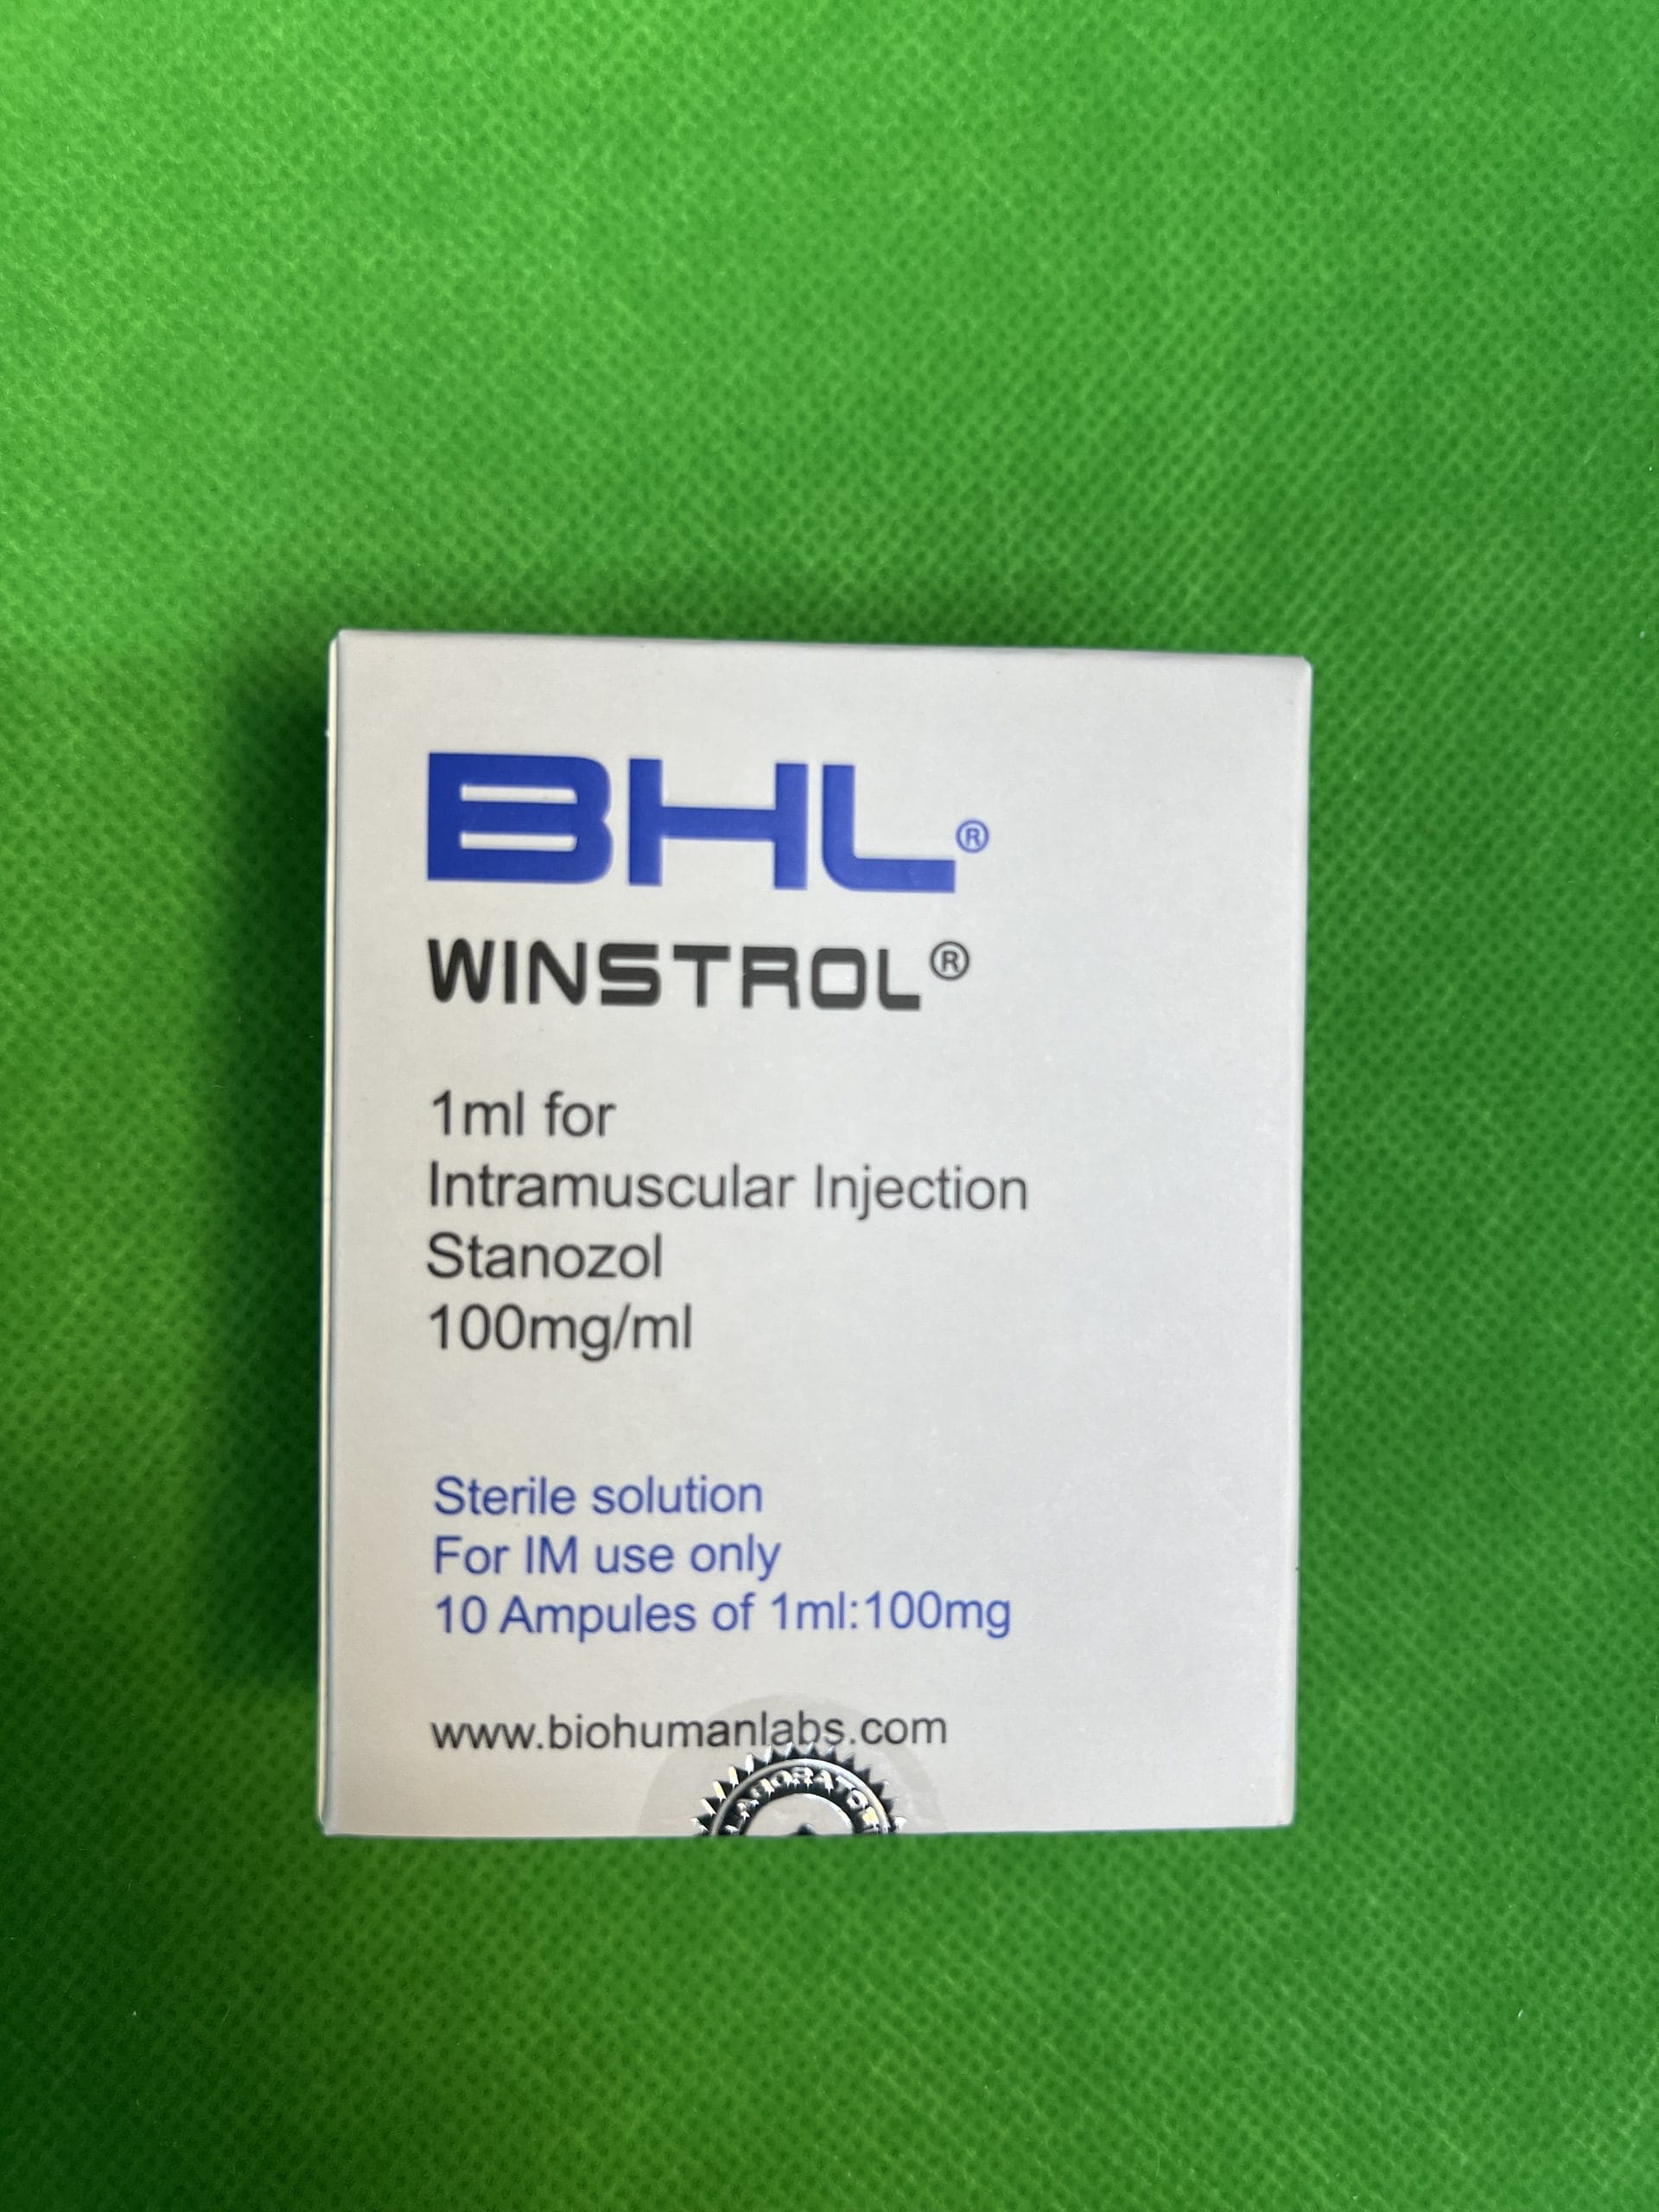 BHL®
WINSTROL®
1ml for
Intramuscular Injection
Stanozol
100mg/ml
Sterile solution
For IM use only
10 Ampules of 1ml:100mg
www.biohumanlabs.com